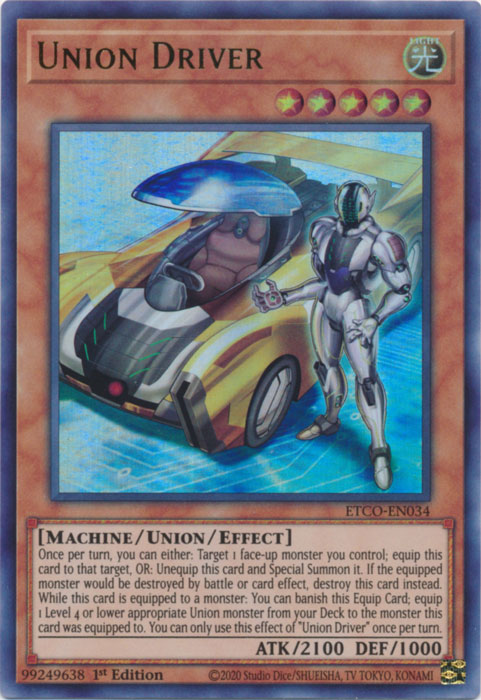 UNION DRIVER
LIGHT
光
ETCO-EN034
[MACHINE/UNION/EFFECT]
Once per turn, you can either: Target 1 face-up monster you control; equip this
card to that target, OR: Unequip this card and Special Summon it. If the equipped
monster would be destroyed by battle or card effect, destroy this card instead.
While this card is equipped to a monster: You can banish this Equip Card; equip
1 Level 4 or lower appropriate Union monster from your Deck to the monster this
card was equipped to. You can only use this effect of "Union Driver" once per turn.
ATK/2100 DEF/1000
99249638 1st Edition ©2020 Studio Dice/SHUEISHA, TV TOKYO, KONAMI